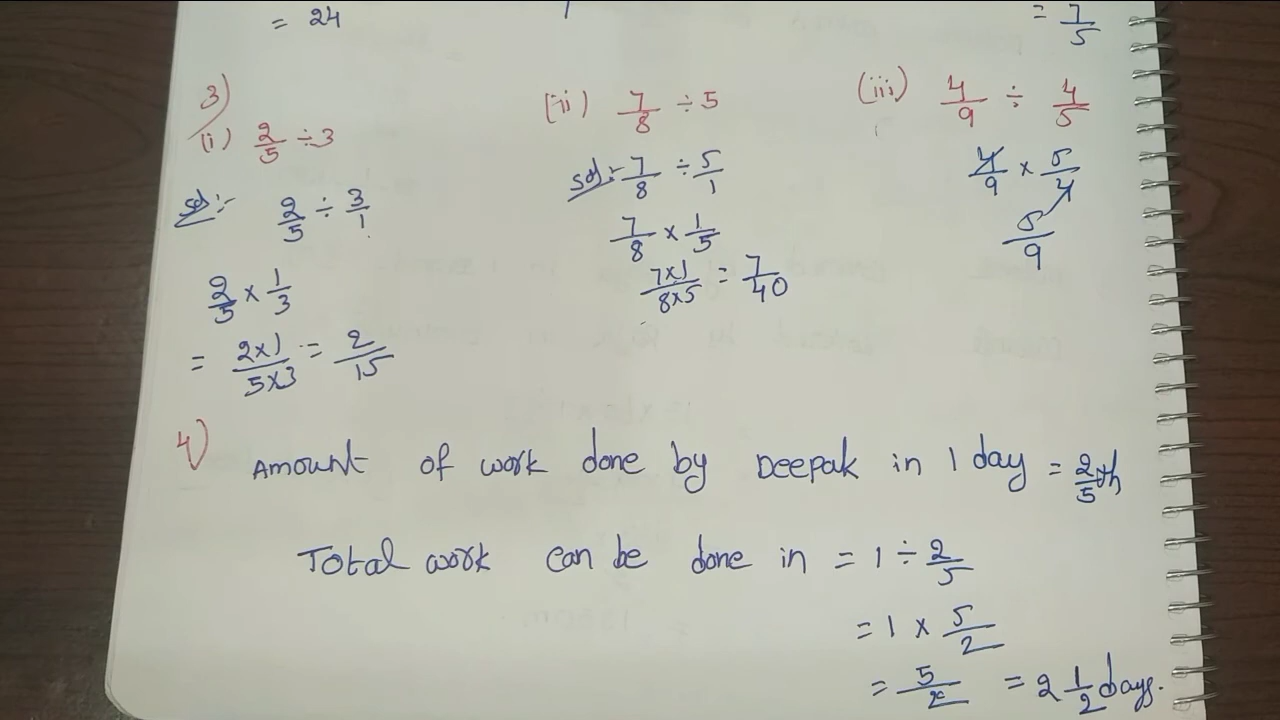 = 24
= 7/5
3)
(i) 2/5 ÷ 3
Sol:- 2/5 ÷ 3/1
2/5 × 1/3
= 2×1/5×3 = 2/15
(ii) 7/8 ÷ 5
Sol:- 7/8 ÷ 5/1
7/8 × 1/5
7×1/8×5 = 7/40
(iii) 4/9 ÷ 4/5
4/9 × 5/4
5/9
4)
Amount of work done by Deepak in 1 day = 2/5th
Total work can be done in = 1 ÷ 2/5
= 1 × 5/2
= 5/2 = 2 1/2 days.